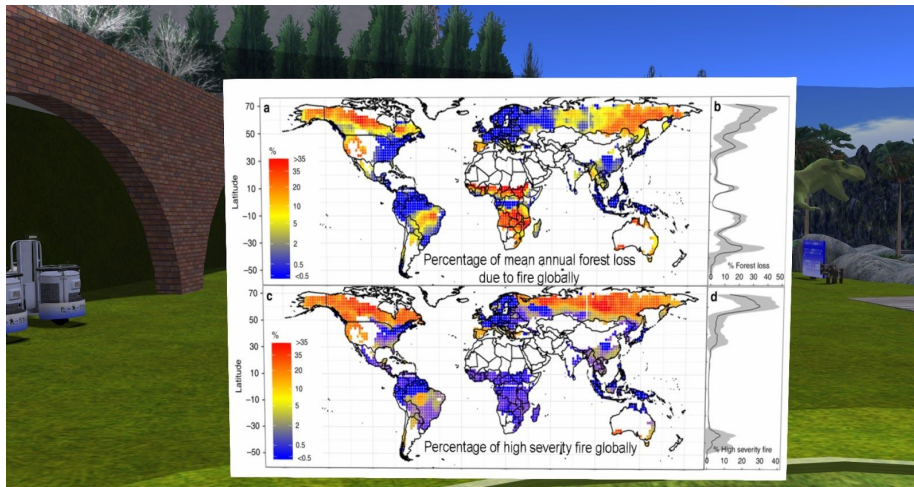 a
70
50
30
10
−10
−30
−50
Latitude
%
>35
35
20
10
5
2
0.5
<0.5
Percentage of mean annual forest loss
due to fire globally
b
0 10 20 30 40 50
% Forest loss
c
70
50
30
10
−10
−30
−50
Latitude
%
>35
35
20
10
5
2
0.5
<0.5
Percentage of high severity fire globally
d
% High severity fire
0 10 20 30 40